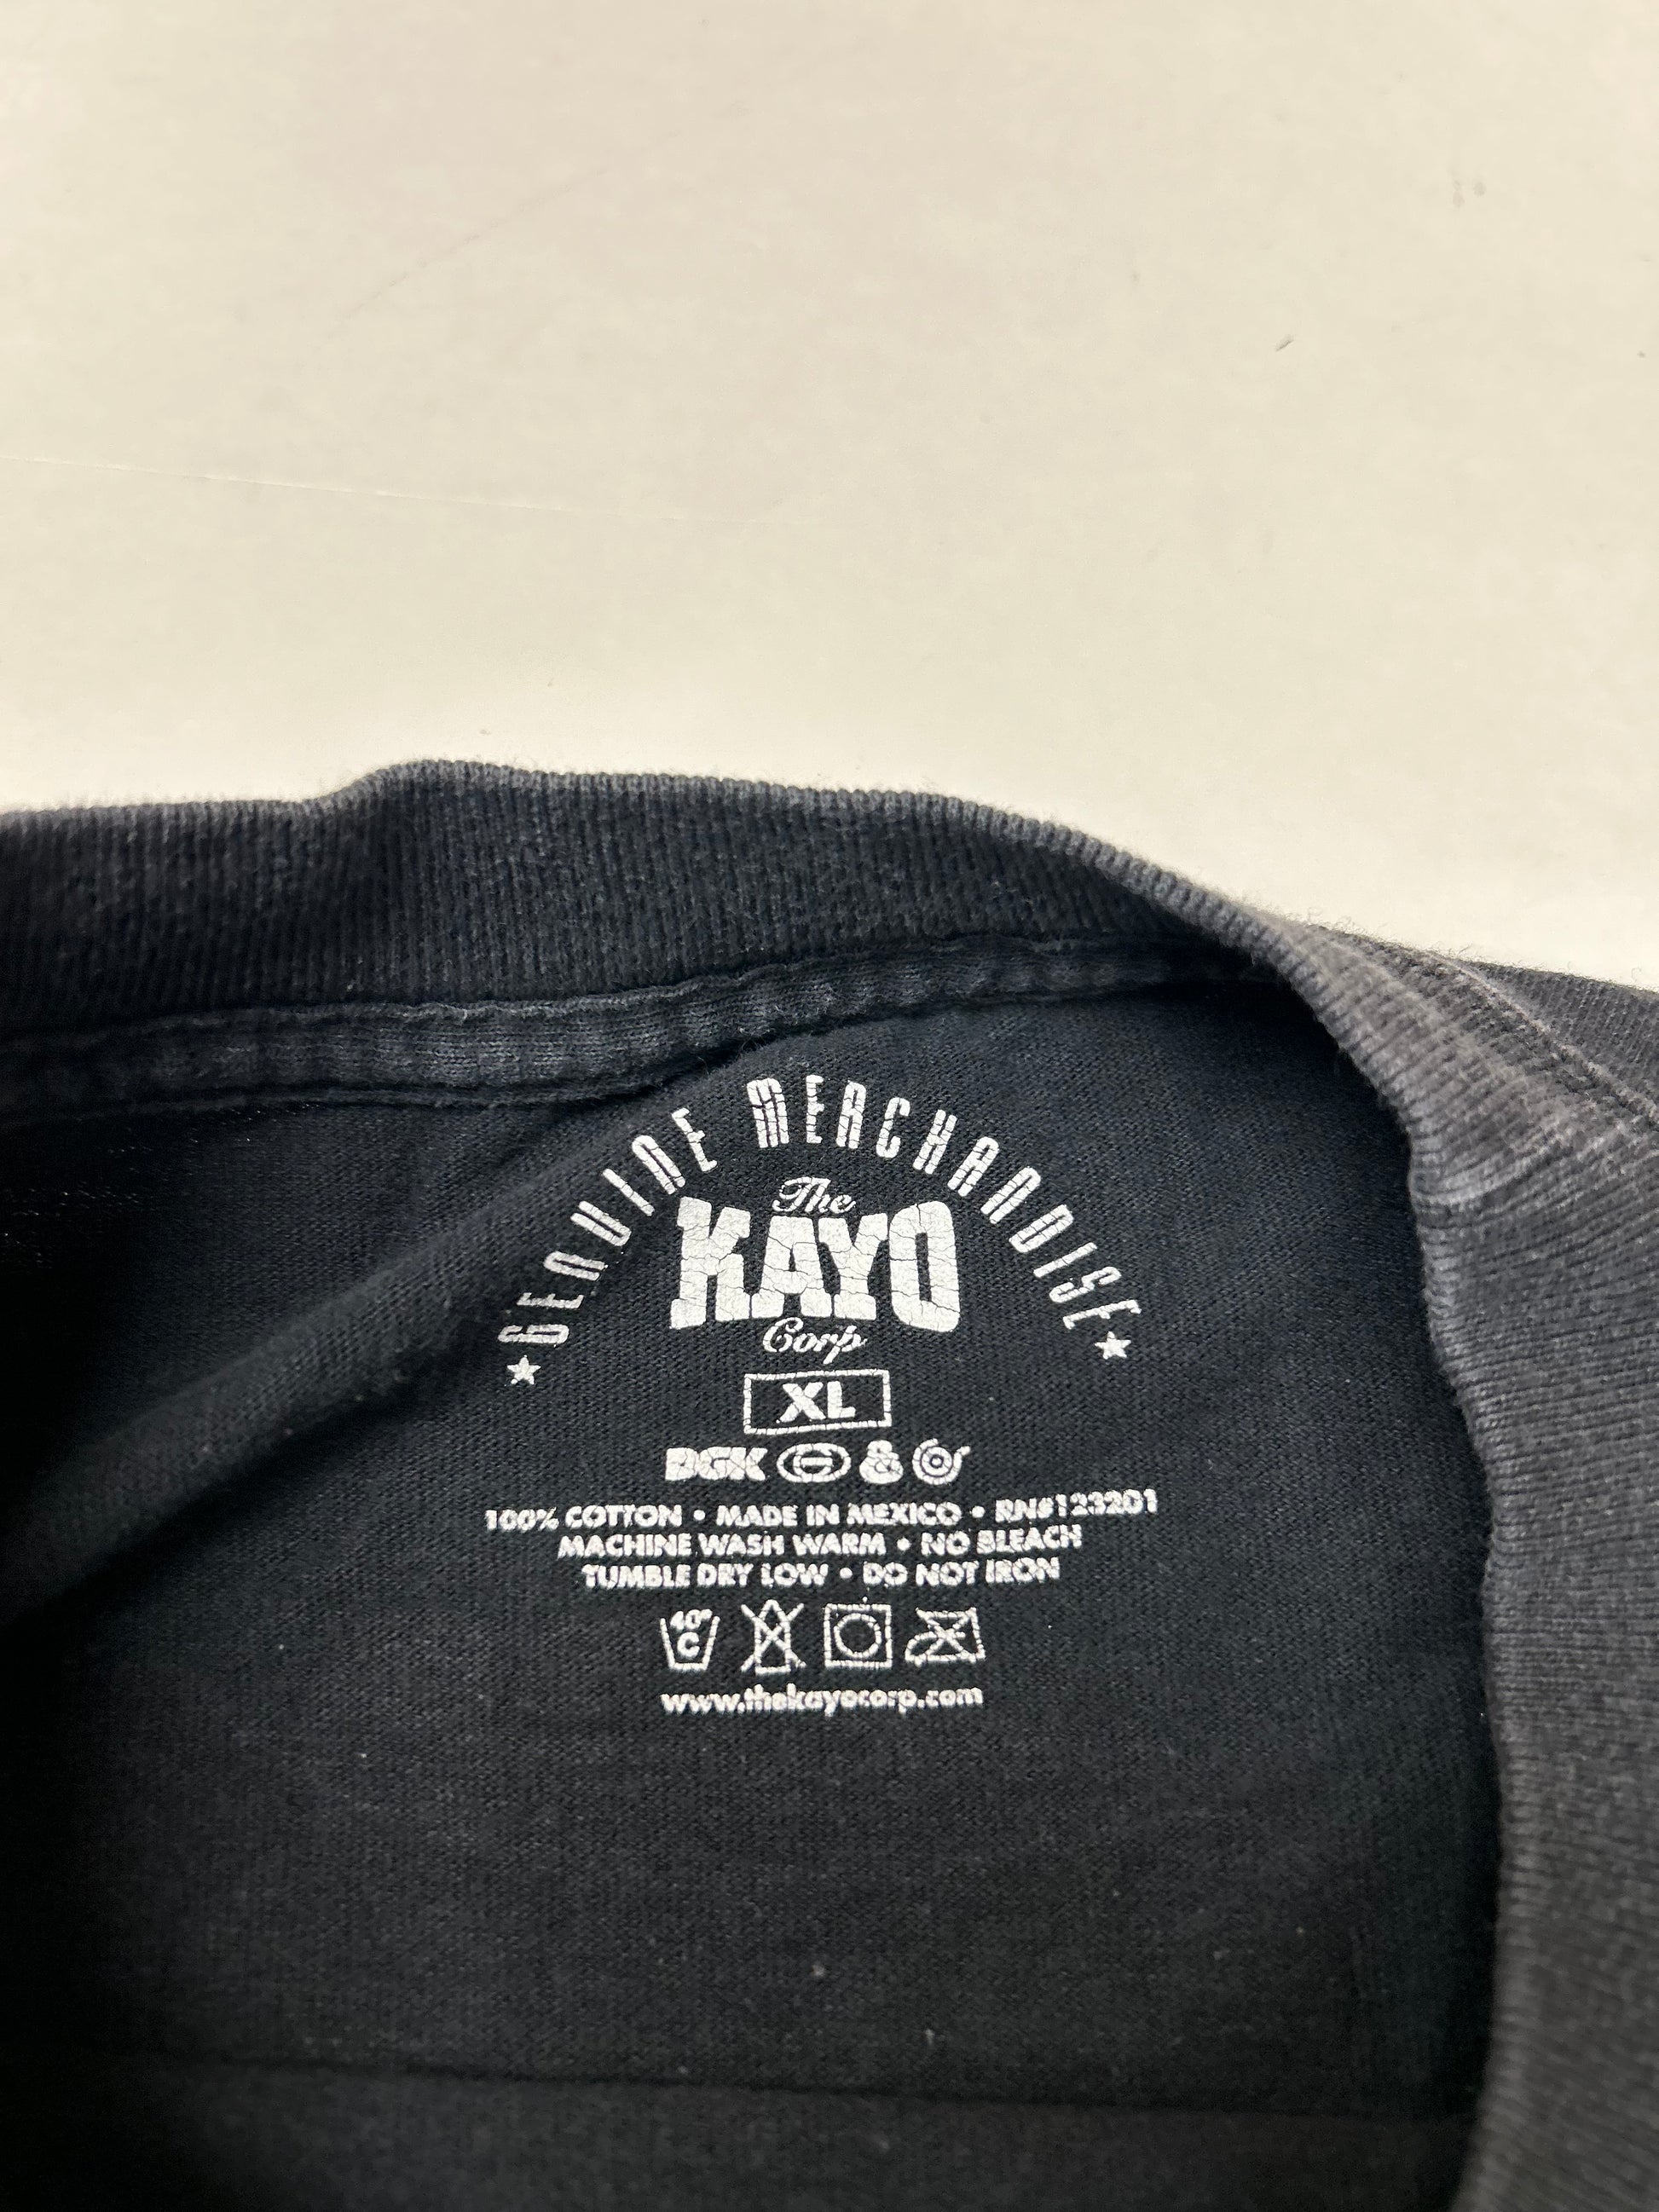 GENUINE MERCHANDISE
The
KAYO
Corp
XL
DGK &
100% COTTON • MADE IN MEXICO • RN#123201
MACHINE WASH WARM • NO BLEACH
TUMBLE DRY LOW • DO NOT IRON
40°
C
www.thekayocorp.com